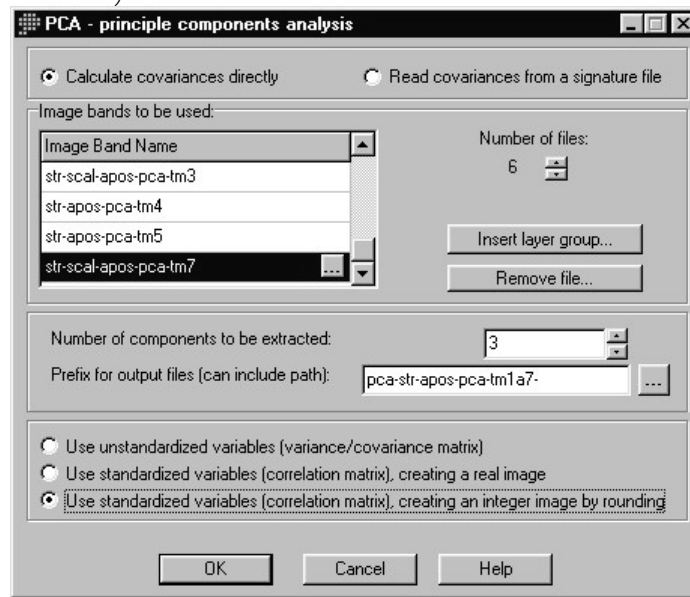 PCA - principle components analysis
Calculate covariances directly
Read covariances from a signature file
Image bands to be used:
Image Band Name
str-scal-apos-pca-tm3
str-apos-pca-tm4
str-apos-pca-tm5
str-scal-apos-pca-tm7
...
Number of files:
6
Insert layer group...
Remove file...
Number of components to be extracted:
3
Prefix for output files (can include path):
pca-str-apos-pca-tm1a7-
...
Use unstandardized variables (variance/covariance matrix)
Use standardized variables (correlation matrix), creating a real image
Use standardized variables (correlation matrix), creating an integer image by rounding
OK
Cancel
Help